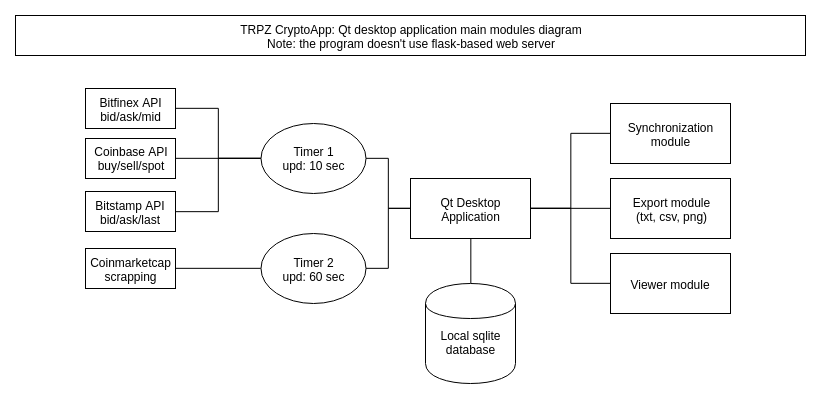 TRPZ CryptoApp: Qt desktop application main modules diagram
Note: the program doesn't use flask-based web server
Bitfinex API
bid/ask/mid
Coinbase API
buy/sell/spot
Bitstamp API
bid/ask/last
Coinmarketcap
scrapping
Timer 1
upd: 10 sec
Timer 2
upd: 60 sec
Qt Desktop
Application
Local sqlite
database
Synchronization
module
Export module
(txt, csv, png)
Viewer module